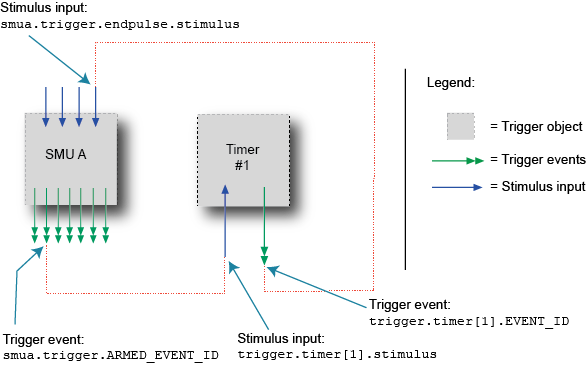 Stimulus input:
smua.trigger.endpulse.stimulus
SMU A
Timer
#1
Legend:
= Trigger object
= Trigger events
= Stimulus input
Trigger event:
trigger.timer[1].EVENT_ID
Trigger event:
smua.trigger.ARMED_EVENT_ID
Stimulus input:
trigger.timer[1].stimulus